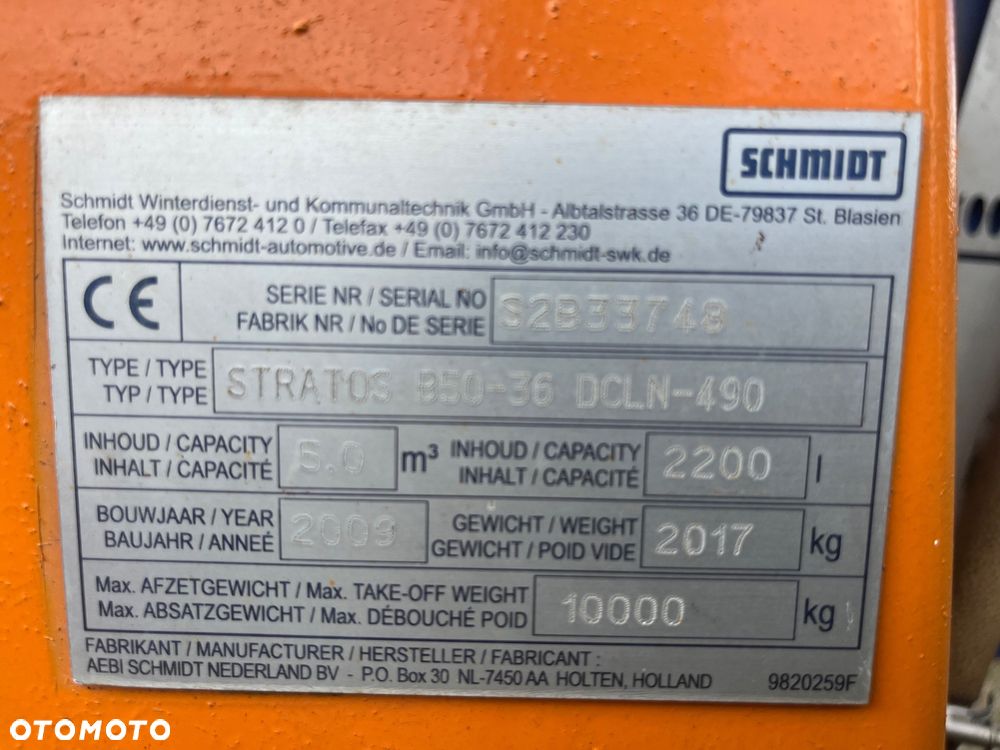 SCHMIDT
Schmidt Winterdienst- und Kommunaltechnik GmbH - Albtalstrasse 36 DE-79837 St. Blasien
Telefon +49 (0) 7672 412 0 / Telefax +49 (0) 7672 412 230
Internet: www.schmidt-automotive.de / Email: info@schmidt-swk.de
CE
SERIE NR / SERIAL NO
FABRIK NR / No DE SERIE
S2B33748
TYPE / TYPE
TYP / TYPE
STRATOS B50-36 DCLN-490
INHOUD / CAPACITY
INHALT / CAPACITÉ
5.0
m³
INHOUD / CAPACITY
INHALT / CAPACITÉ
2200
l
BOUWJAAR / YEAR
BAUJAHR / ANNEÉ
2009
GEWICHT / WEIGHT
GEWICHT / POID VIDE
2017
kg
Max. AFZETGEWICHT / Max. TAKE-OFF WEIGHT
Max. ABSATZGEWICHT / Max. DÉBOUCHÉ POID
10000
kg
FABRIKANT / MANUFACTURER / HERSTELLER / FABRICANT :
AEBI SCHMIDT NEDERLAND BV - P.O. Box 30 NL-7450 AA HOLTEN, HOLLAND
9820259F
OTOMOTO